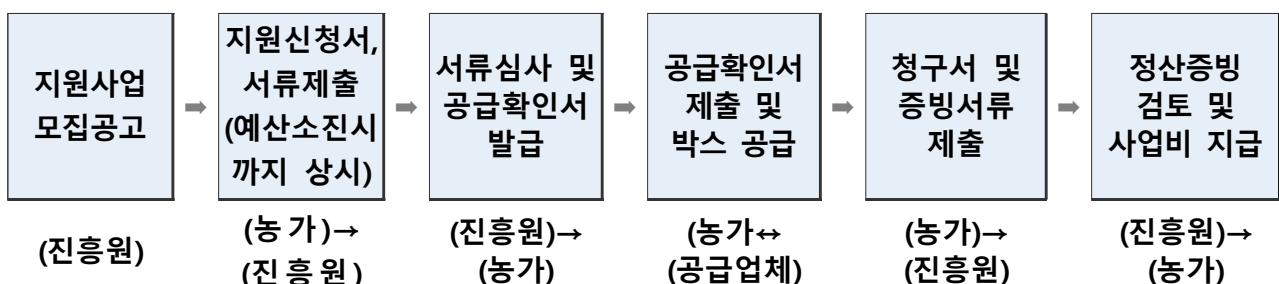 지원사업
모집공고
지원신청서,
서류제출
(예산소진시
까지 상시)
서류심사 및
공급확인서
발급
공급확인서
제출 및
박스 공급
청구서 및
증빙서류
제출
정산증빙
검토 및
사업비 지급
(진흥원)
(농가)→
(진흥원)
(진흥원)→
(농가)
(농가↔
(공급업체)
(농가)→
(진흥원)
(진흥원)→
(농가)